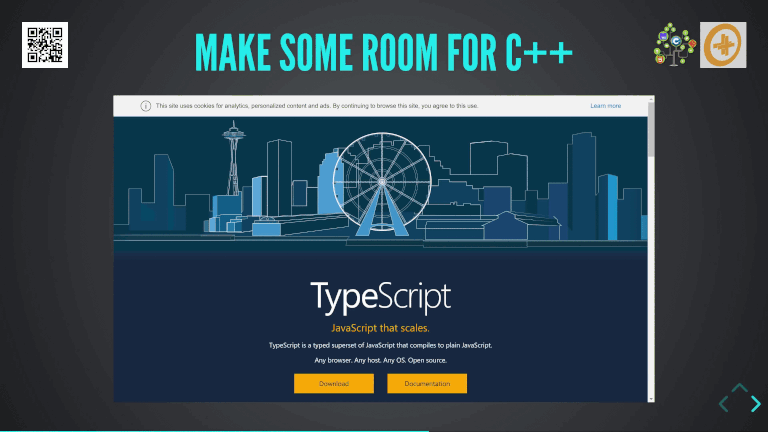 MAKE SOME ROOM FOR C++
This site uses cookies for analytics, personalized content and ads. By continuing to browse this site, you agree to this use.
Learn more
TypeScript
JavaScript that scales.
TypeScript is a typed superset of JavaScript that compiles to plain JavaScript.
Any browser. Any host. Any OS. Open source.
Download
Documentation